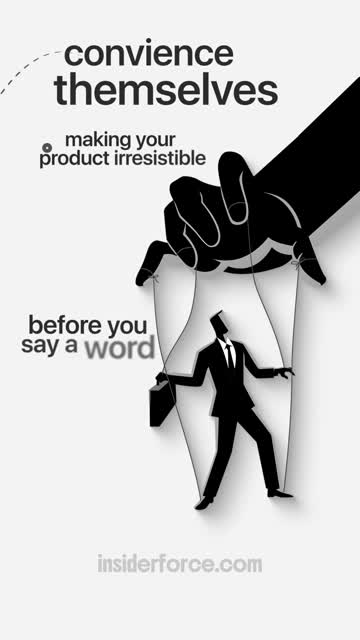 convience
themselves
making your
product irresistible
before you
say a word
insiderforce.com